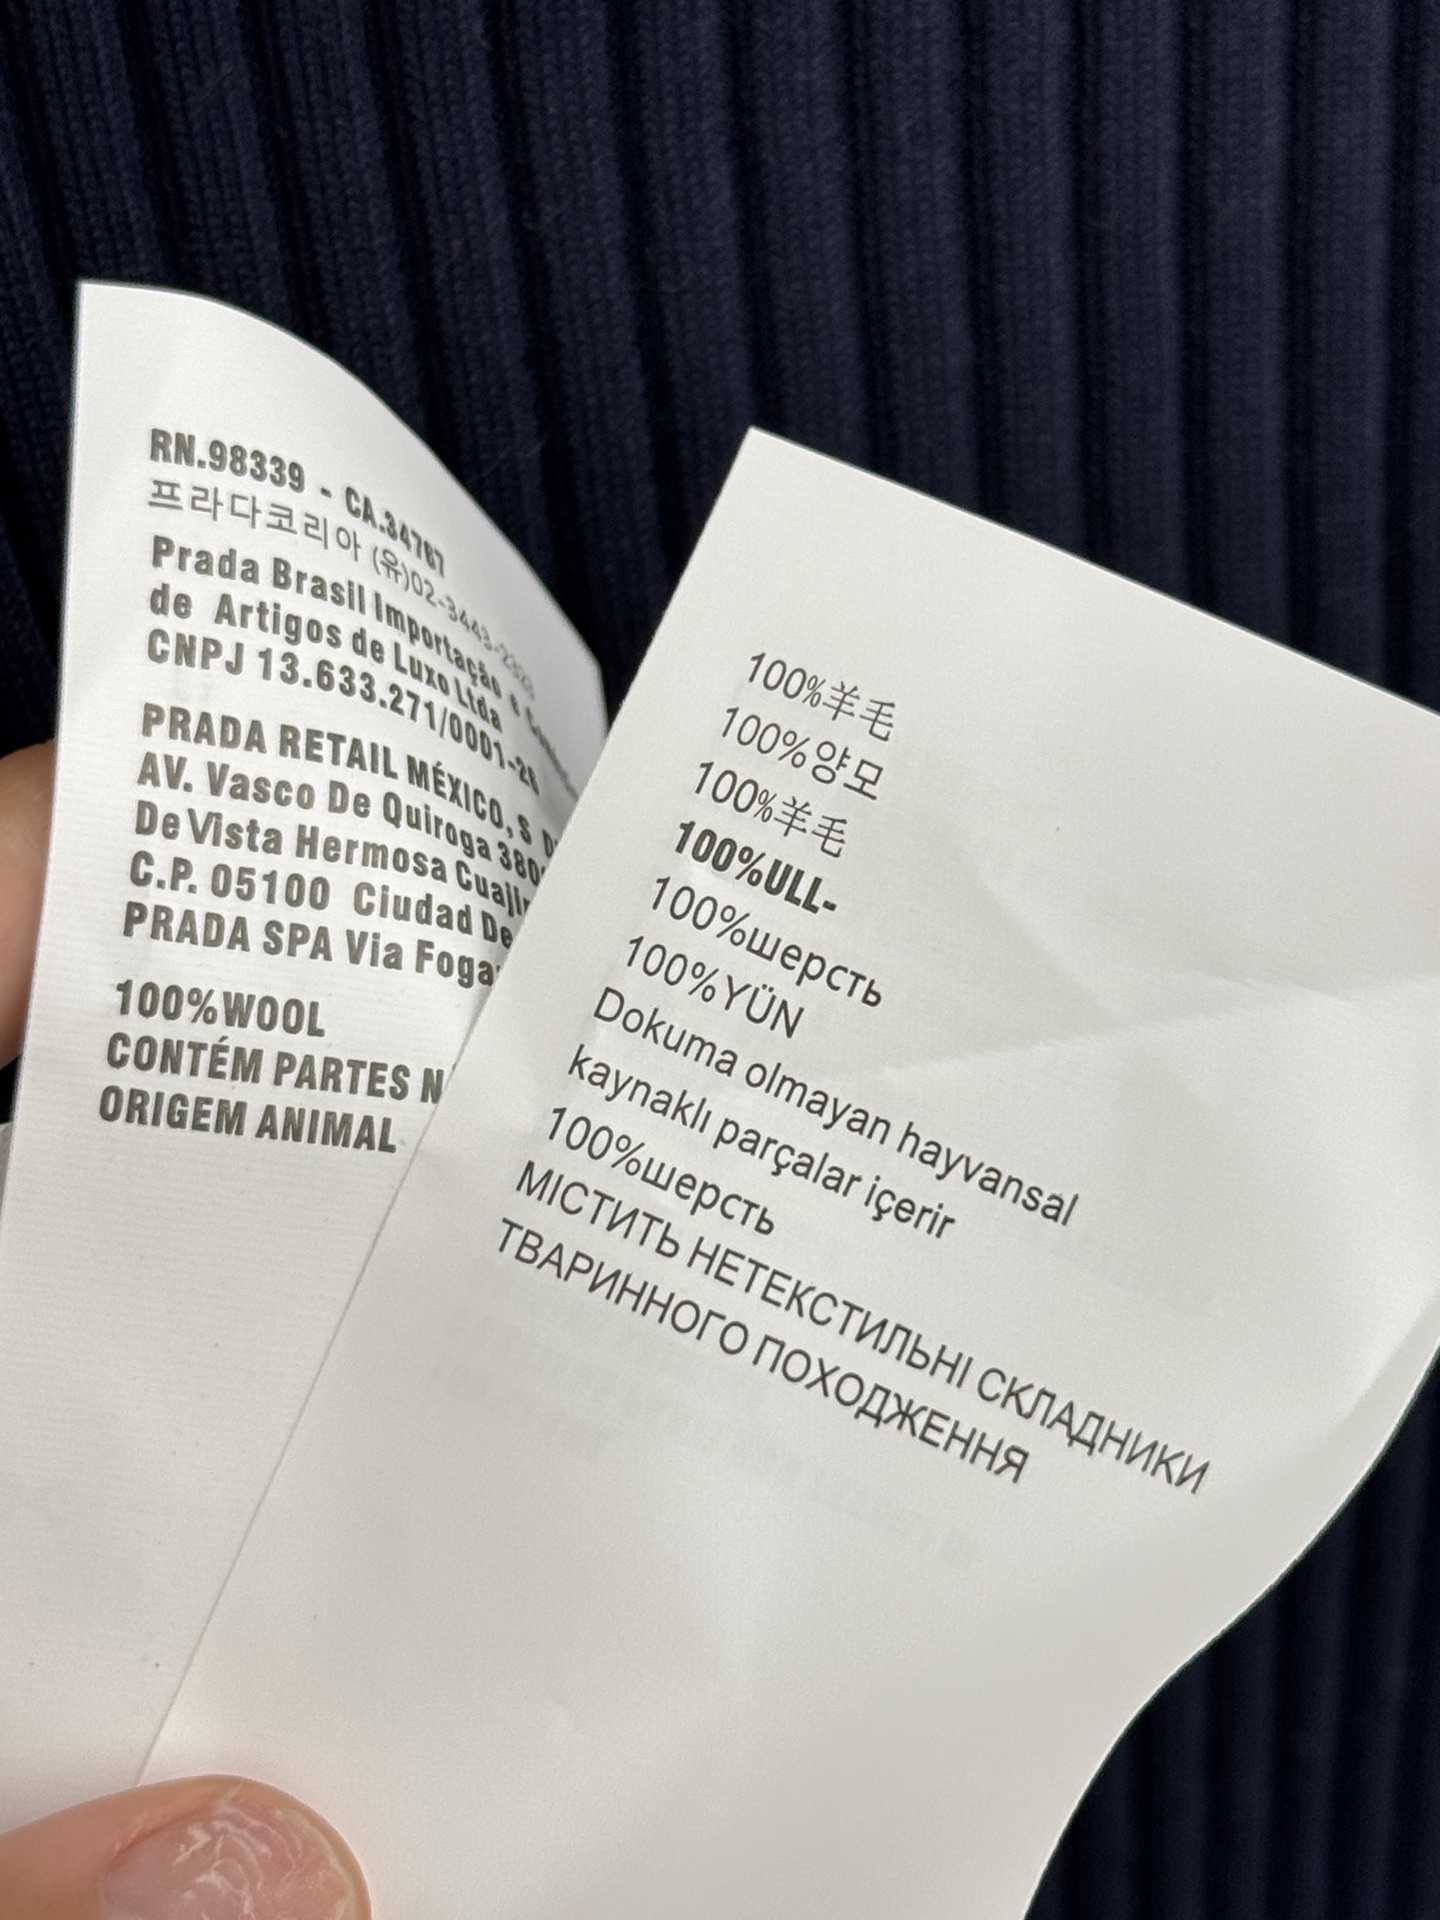 RN.98339 - CA.34767
프라다코리아 (유)02-3443-
Prada Brasil Importação e
de Artigos de Luxo Ltda
CNPJ 13.633.271/0001-26
PRADA RETAIL MÉXICO, S
AV. Vasco De Quiroga 380
De Vista Hermosa
C.P. 05100 Ciudad De
PRADA SPA Via
100%WOOL
CONTÉM PARTES
ORIGEM ANIMAL
100%羊毛
100%양모
100%羊毛
100%ULL-
100%шерсть
100%YÜN
Dokuma olmayan hayvansal
kaynaklı parçalar içerir
100%шерсть
МІСТИТЬ НЕТЕКСТИЛЬНІ СКЛАДНИКИ
ТВАРИННОГО ПОХОДЖЕННЯ